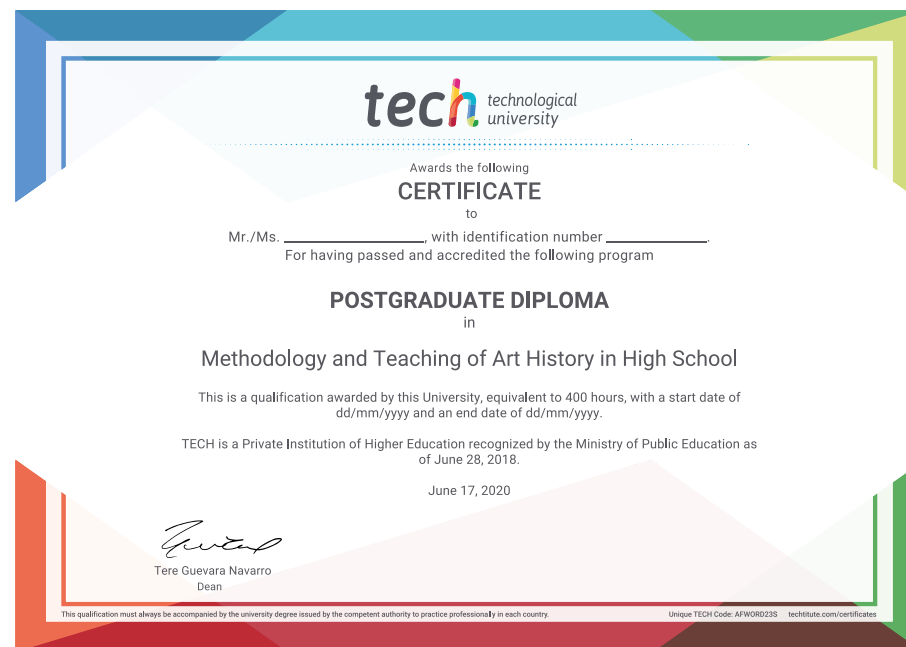 tech technological
university
Awards the following
CERTIFICATE
to
Mr./Ms. ____________________, with identification number ______________.
For having passed and accredited the following program
POSTGRADUATE DIPLOMA
in
Methodology and Teaching of Art History in High School
This is a qualification awarded by this University, equivalent to 400 hours, with a start date of
dd/mm/yyyy and an end date of dd/mm/yyyy.
TECH is a Private Institution of Higher Education recognized by the Ministry of Public Education as
of June 28, 2018.
June 17, 2020
Tere Guevara Navarro
Dean
This qualification must always be accompanied by the university degree issued by the competent authority to practice professionally in each country. Unique TECH Code: AFWORD23S techtitute.com/certificates